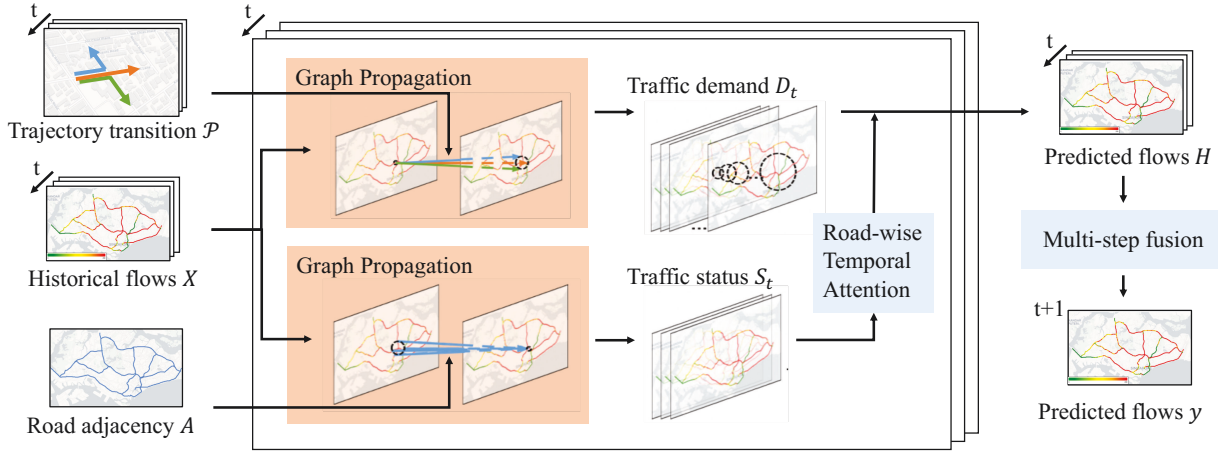 t
Trajectory transition 𝒫
t
Historical flows X
Road adjacency A
t
Graph Propagation
Graph Propagation
Traffic demand D_t
...
Traffic status S_t
Road-wise
Temporal
Attention
t
Predicted flows H
Multi-step fusion
t+1
Predicted flows y